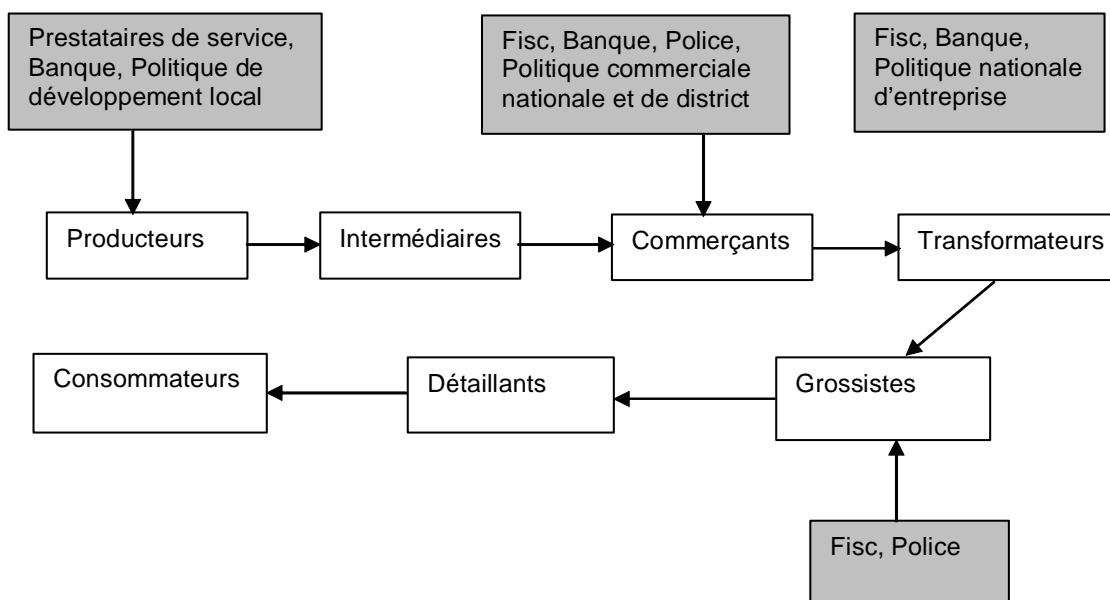 Prestataires de service,
Banque, Politique de
développement local
Fisc, Banque, Police,
Politique commerciale
nationale et de district
Fisc, Banque,
Politique nationale
d'entreprise
Producteurs
Intermédiaires
Commerçants
Transformateurs
Consommateurs
Détaillants
Grossistes
Fisc, Police